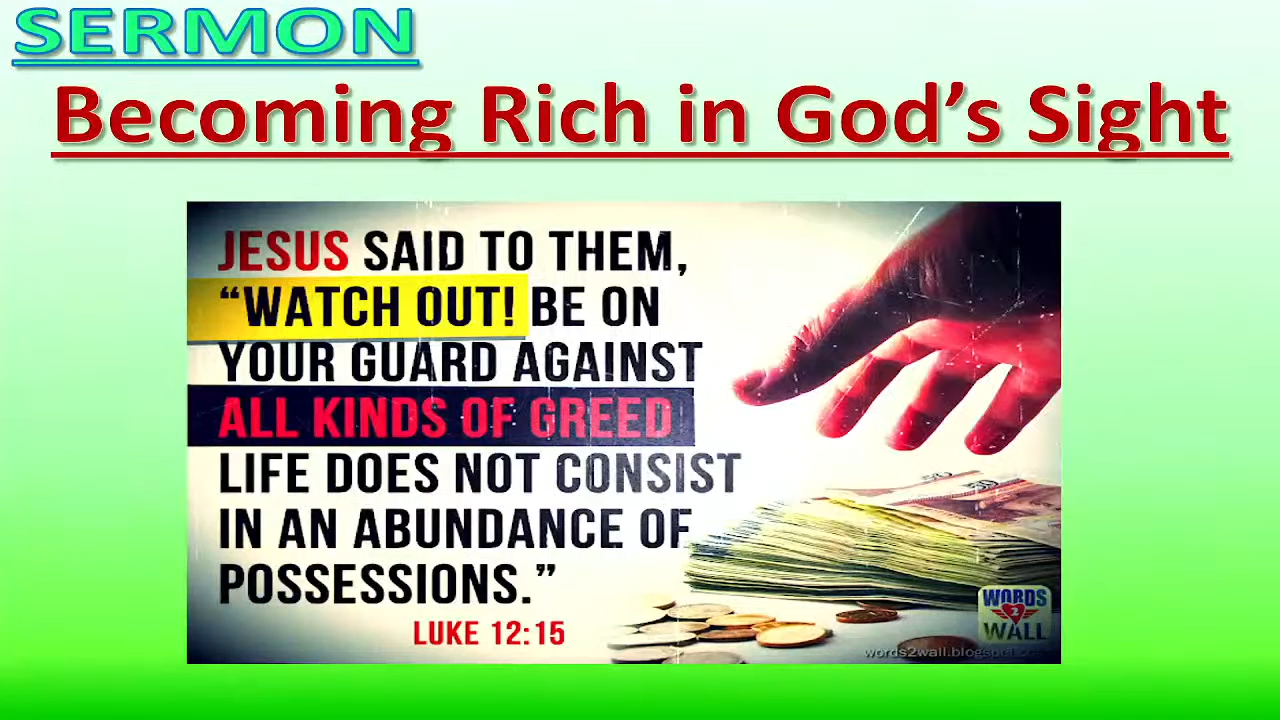 SERMON
Becoming Rich in God’s Sight
JESUS SAID TO THEM,
“WATCH OUT! BE ON
YOUR GUARD AGAINST
ALL KINDS OF GREED
LIFE DOES NOT CONSIST
IN AN ABUNDANCE OF
POSSESSIONS.”
LUKE 12:15
50
WORDS
2
WALL
words2wall.blogspot.com